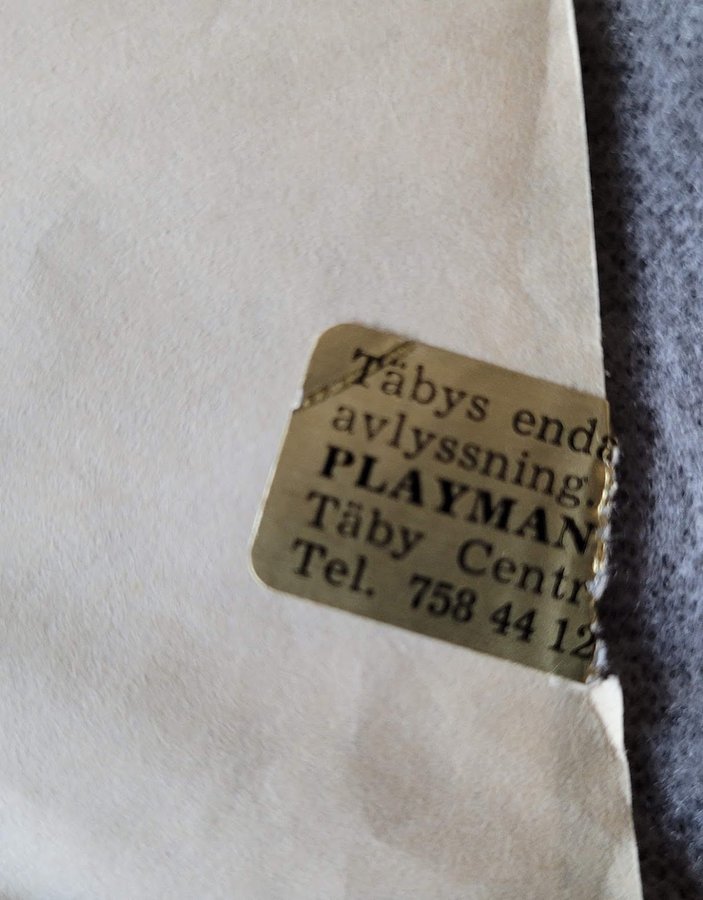 Täbys enda
avlyssning.
PLAYMAN
Täby Centr
Tel. 758 44 12